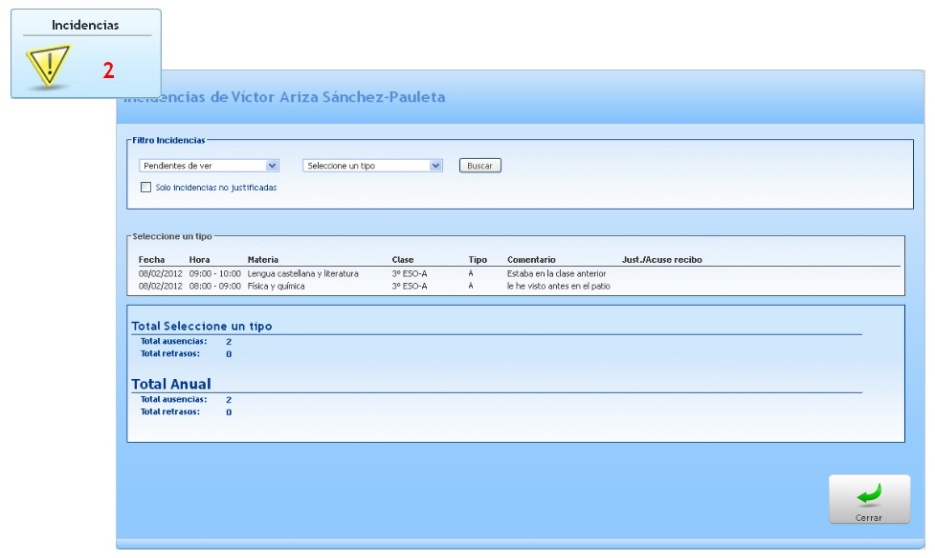 Incidencias
2
Incidencias de Víctor Ariza Sánchez-Pauleta
Filtro Incidencias
Pendientes de ver Seleccione un tipo Buscar
Solo incidencias no justificadas
Seleccione un tipo
Fecha Hora Materia Clase Tipo Comentario Just./Acuse recibo
08/02/2012 09:00 - 10:00 Lengua castellana y literatura 3º ESO-A A Estaba en la clase anterior
08/02/2012 08:00 - 09:00 Física y química 3º ESO-A A le he visto antes en el patio
Total Seleccione un tipo
Total ausencias: 2
Total retrasos: 0
Total Anual
Total ausencias: 2
Total retrasos: 0
Cerrar